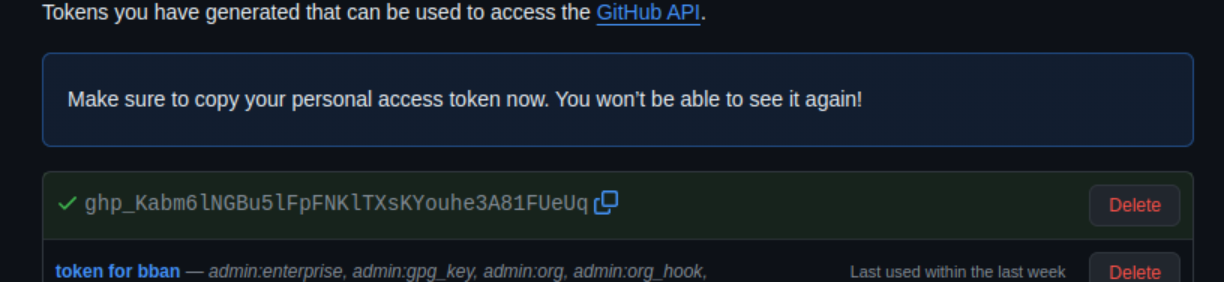 Tokens you have generated that can be used to access the GitHub API.
Make sure to copy your personal access token now. You won’t be able to see it again!
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
Delete
token for bban — admin:enterprise, admin:gpg_key, admin:org, admin:org_hook,
Last used within the last week
Delete